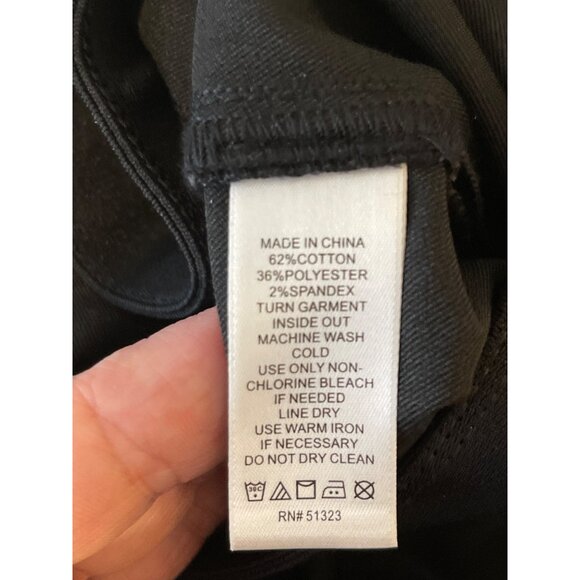 MADE IN CHINA
62%COTTON
36%POLYESTER
2%SPANDEX
TURN GARMENT
INSIDE OUT
MACHINE WASH
COLD
USE ONLY NON-
CHLORINE BLEACH
IF NEEDED
LINE DRY
USE WARM IRON
IF NECESSARY
DO NOT DRY CLEAN
30C
RN# 51323